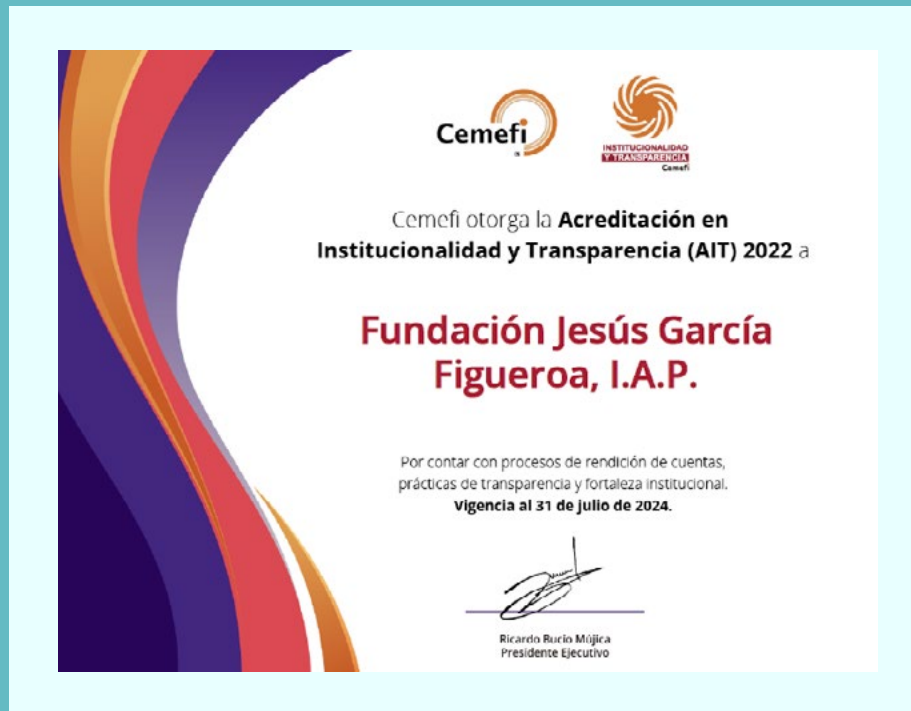 Cemefi
INSTITUCIONALIDAD
Y TRANSPARENCIA
Cemefi
Cemefi otorga la Acreditación en
Institucionalidad y Transparencia (AIT) 2022 a
Fundación Jesús García
Figueroa, I.A.P.
Por contar con procesos de rendición de cuentas,
prácticas de transparencia y fortaleza institucional.
Vigencia al 31 de julio de 2024.
Ricardo Bucio Mújica
Presidente Ejecutivo